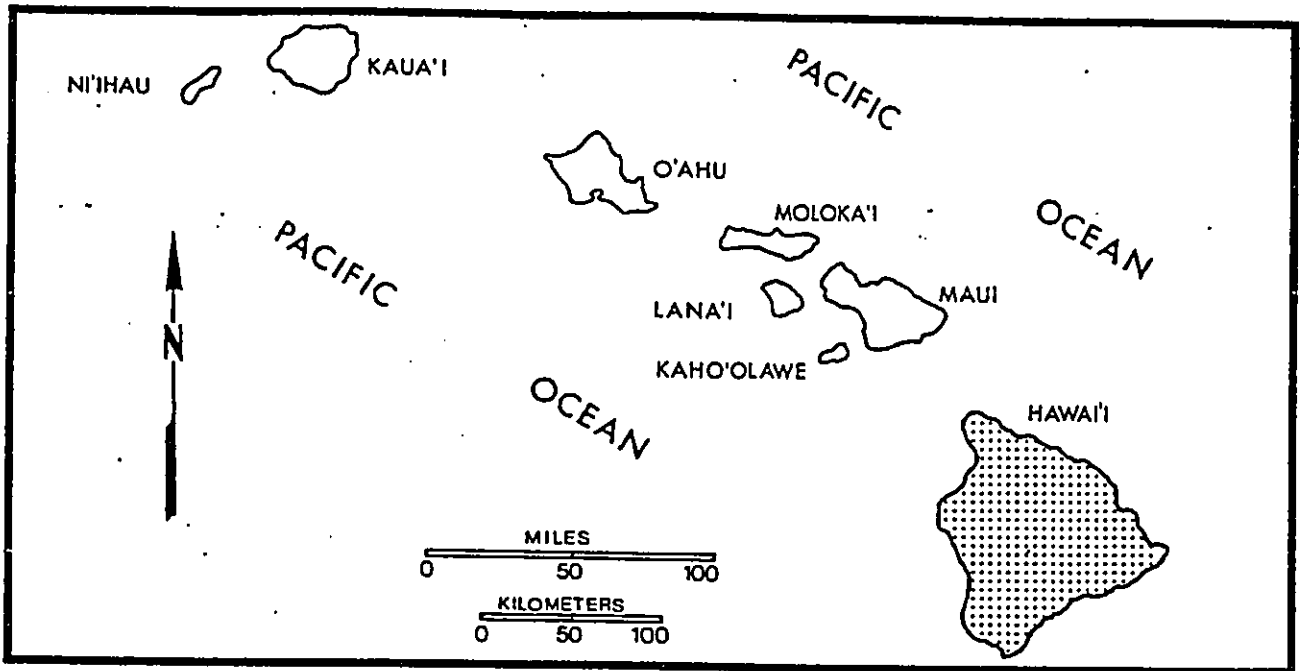 NI'IHAU
KAUA'I
PACIFIC
O'AHU
MOLOKA'I
OCEAN
PACIFIC
LANA'I
MAUI
KAHO'OLAWE
N
OCEAN
HAWAI'I
MILES
0 50 100
KILOMETERS
0 50 100